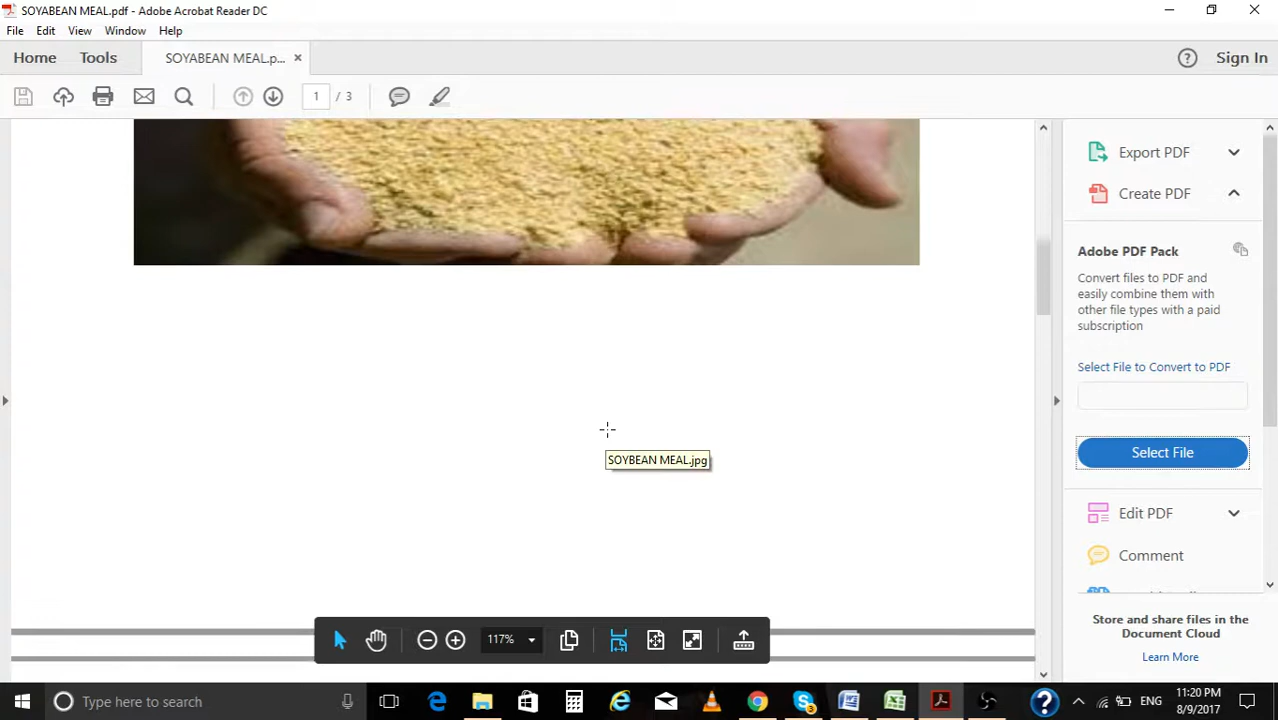 SOYABEAN MEAL.pdf - Adobe Acrobat Reader DC
File Edit View Window Help
Home Tools SOYABEAN MEAL.p... × Sign In
1 / 3
Export PDF
Create PDF
Adobe PDF Pack
Convert files to PDF and
easily combine them with
other file types with a paid
subscription
Select File to Convert to PDF
SOYBEAN MEAL.jpg
Select File
Edit PDF
Comment
Store and share files in the
Document Cloud
Learn More
117%
Type here to search
ENG
11:20 PM
8/9/2017